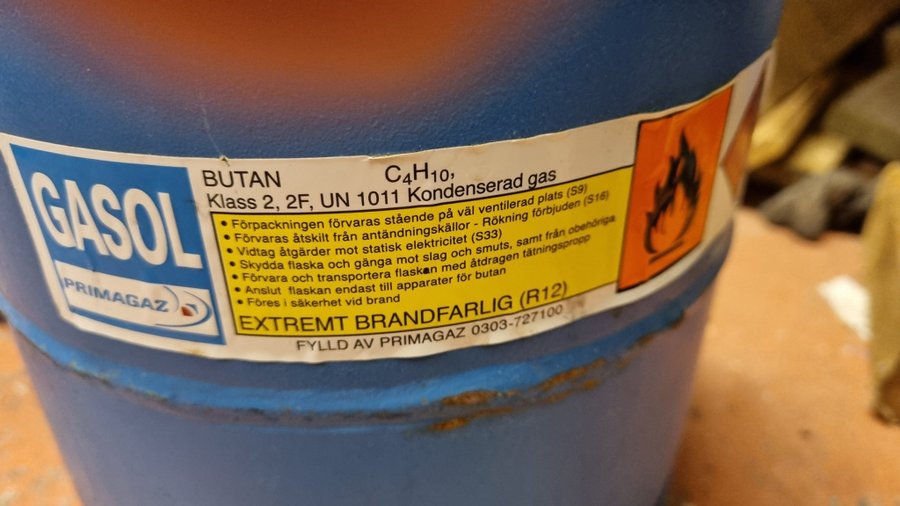 GASOL
PRIMAGAZ
BUTAN C4H10,
Klass 2, 2F, UN 1011 Kondenserad gas
• Förpackningen förvaras stående på väl ventilerad plats (S9)
• Förvaras åtskilt från antändningskällor - Rökning förbjuden (S16)
• Vidtag åtgärder mot statisk elektricitet (S33)
• Skydda flaska och gänga mot slag och smuts, samt från obehöriga
• Förvara och transportera flaskan med åtdragen tätningspropp
• Anslut flaskan endast till apparater för butan
• Föres i säkerhet vid brand
EXTREMT BRANDFARLIG (R12)
FYLLD AV PRIMAGAZ 0303-727100